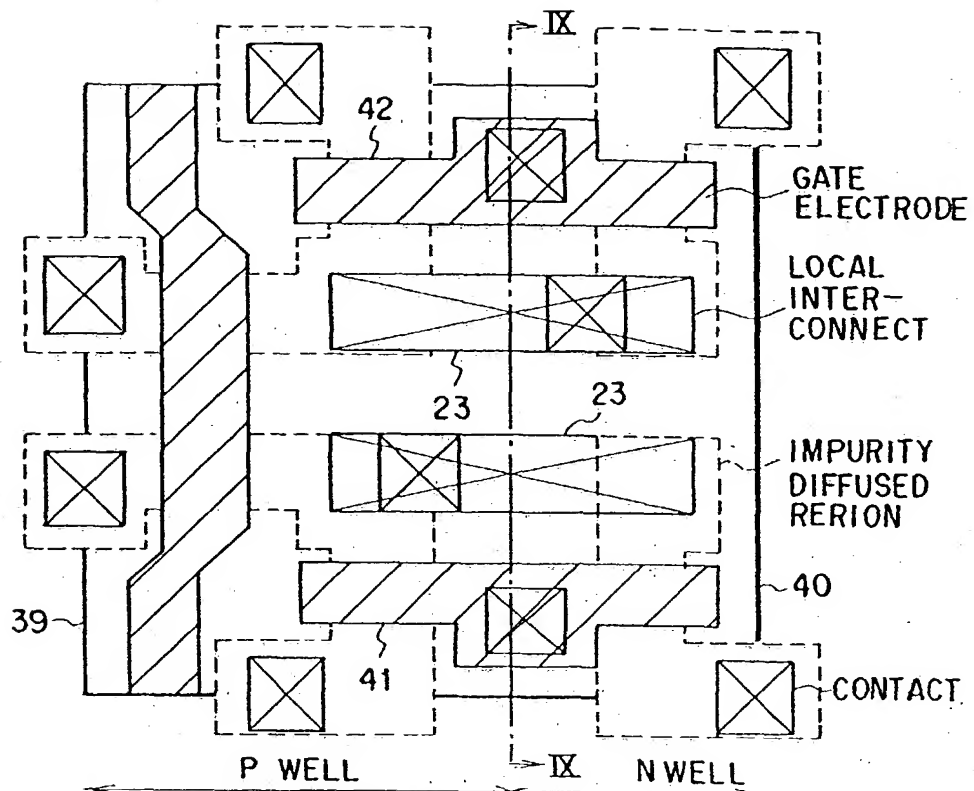 IX
42
GATE
ELECTRODE
LOCAL
INTER-
CONNECT
23
23
IMPURITY
DIFFUSED
RERION
40
39
41
CONTACT
IX
P WELL
N WELL